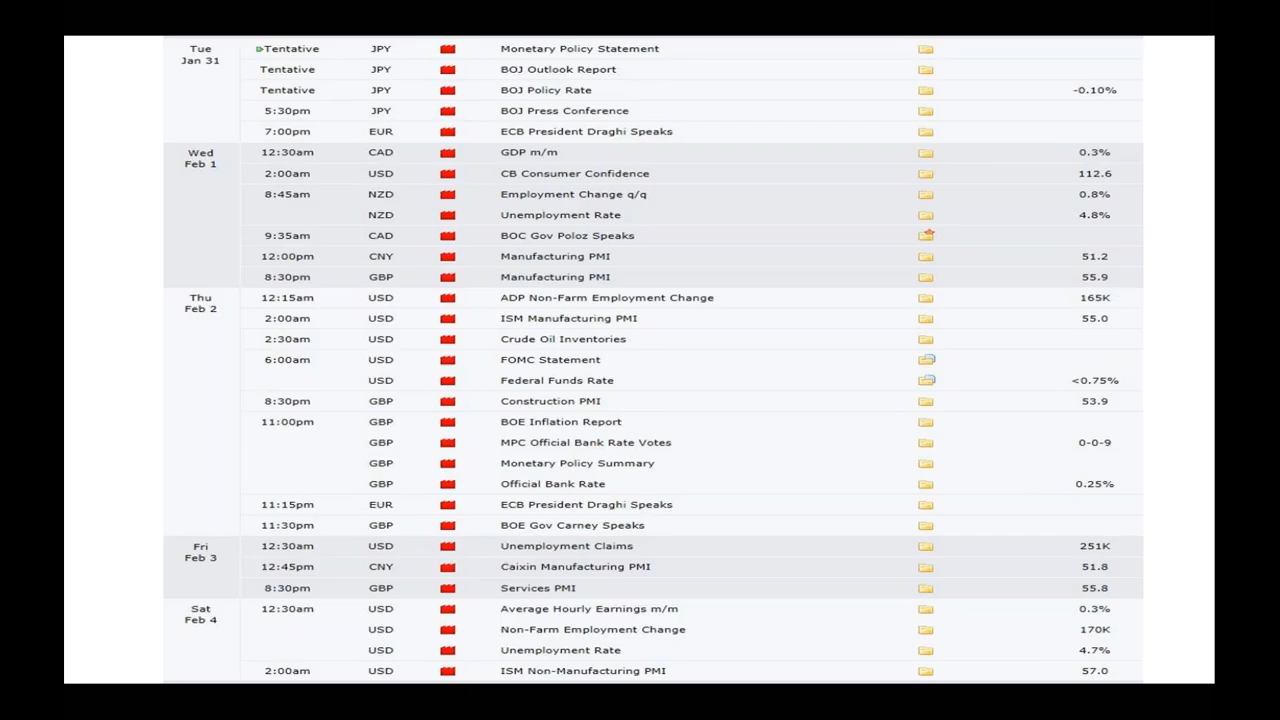 Tue Jan 31 Tentative JPY Monetary Policy Statement
Tentative JPY BOJ Outlook Report
Tentative JPY BOJ Policy Rate -0.10%
5:30pm JPY BOJ Press Conference
7:00pm EUR ECB President Draghi Speaks
Wed Feb 1 12:30am CAD GDP m/m 0.3%
2:00am USD CB Consumer Confidence 112.6
8:45am NZD Employment Change q/q 0.8%
NZD Unemployment Rate 4.8%
9:35am CAD BOC Gov Poloz Speaks
12:00pm CNY Manufacturing PMI 51.2
8:30pm GBP Manufacturing PMI 55.9
Thu Feb 2 12:15am USD ADP Non-Farm Employment Change 165K
2:00am USD ISM Manufacturing PMI 55.0
2:30am USD Crude Oil Inventories
6:00am USD FOMC Statement
USD Federal Funds Rate <0.75%
8:30pm GBP Construction PMI 53.9
11:00pm GBP BOE Inflation Report
GBP MPC Official Bank Rate Votes 0-0-9
GBP Monetary Policy Summary
GBP Official Bank Rate 0.25%
11:15pm EUR ECB President Draghi Speaks
11:30pm GBP BOE Gov Carney Speaks
Fri Feb 3 12:30am USD Unemployment Claims 251K
12:45pm CNY Caixin Manufacturing PMI 51.8
8:30pm GBP Services PMI 55.8
Sat Feb 4 12:30am USD Average Hourly Earnings m/m 0.3%
USD Non-Farm Employment Change 170K
USD Unemployment Rate 4.7%
2:00am USD ISM Non-Manufacturing PMI 57.0